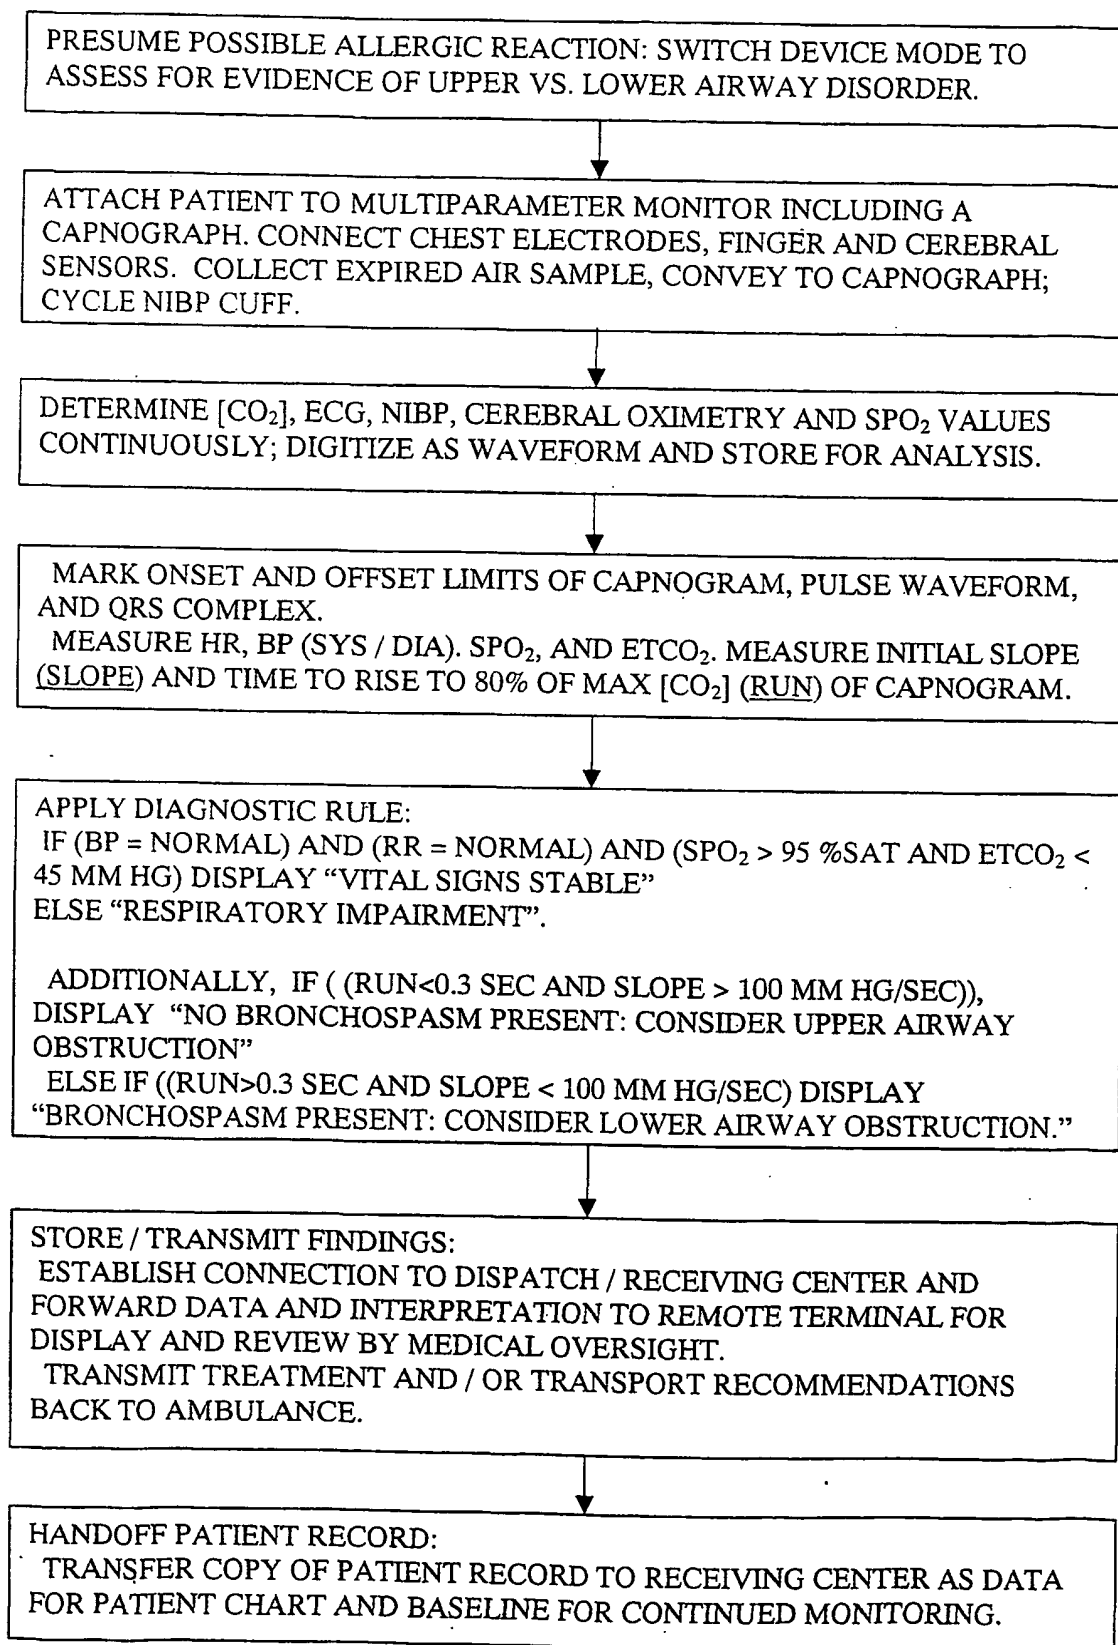 PRESUME POSSIBLE ALLERGIC REACTION: SWITCH DEVICE MODE TO
ASSESS FOR EVIDENCE OF UPPER VS. LOWER AIRWAY DISORDER.
ATTACH PATIENT TO MULTIPARAMETER MONITOR INCLUDING A
CAPNOGRAPH. CONNECT CHEST ELECTRODES, FINGER AND CEREBRAL
SENSORS. COLLECT EXPIRED AIR SAMPLE, CONVEY TO CAPNOGRAPH;
CYCLE NIBP CUFF.
DETERMINE [CO₂], ECG, NIBP, CEREBRAL OXIMETRY AND SPO₂ VALUES
CONTINUOUSLY; DIGITIZE AS WAVEFORM AND STORE FOR ANALYSIS.
MARK ONSET AND OFFSET LIMITS OF CAPNOGRAM, PULSE WAVEFORM,
AND QRS COMPLEX.
MEASURE HR, BP (SYS / DIA). SPO₂, AND ETCO₂. MEASURE INITIAL SLOPE
(SLOPE) AND TIME TO RISE TO 80% OF MAX [CO₂] (RUN) OF CAPNOGRAM.
APPLY DIAGNOSTIC RULE:
IF (BP = NORMAL) AND (RR = NORMAL) AND (SPO₂ > 95 %SAT AND ETCO₂ <
45 MM HG) DISPLAY “VITAL SIGNS STABLE”
ELSE “RESPIRATORY IMPAIRMENT”.
ADDITIONALLY, IF ( (RUN<0.3 SEC AND SLOPE > 100 MM HG/SEC)),
DISPLAY “NO BRONCHOSPASM PRESENT: CONSIDER UPPER AIRWAY
OBSTRUCTION”
ELSE IF ((RUN>0.3 SEC AND SLOPE < 100 MM HG/SEC) DISPLAY
“BRONCHOSPASM PRESENT: CONSIDER LOWER AIRWAY OBSTRUCTION.”
STORE / TRANSMIT FINDINGS:
ESTABLISH CONNECTION TO DISPATCH / RECEIVING CENTER AND
FORWARD DATA AND INTERPRETATION TO REMOTE TERMINAL FOR
DISPLAY AND REVIEW BY MEDICAL OVERSIGHT.
TRANSMIT TREATMENT AND / OR TRANSPORT RECOMMENDATIONS
BACK TO AMBULANCE.
HANDOFF PATIENT RECORD:
TRANSFER COPY OF PATIENT RECORD TO RECEIVING CENTER AS DATA
FOR PATIENT CHART AND BASELINE FOR CONTINUED MONITORING.